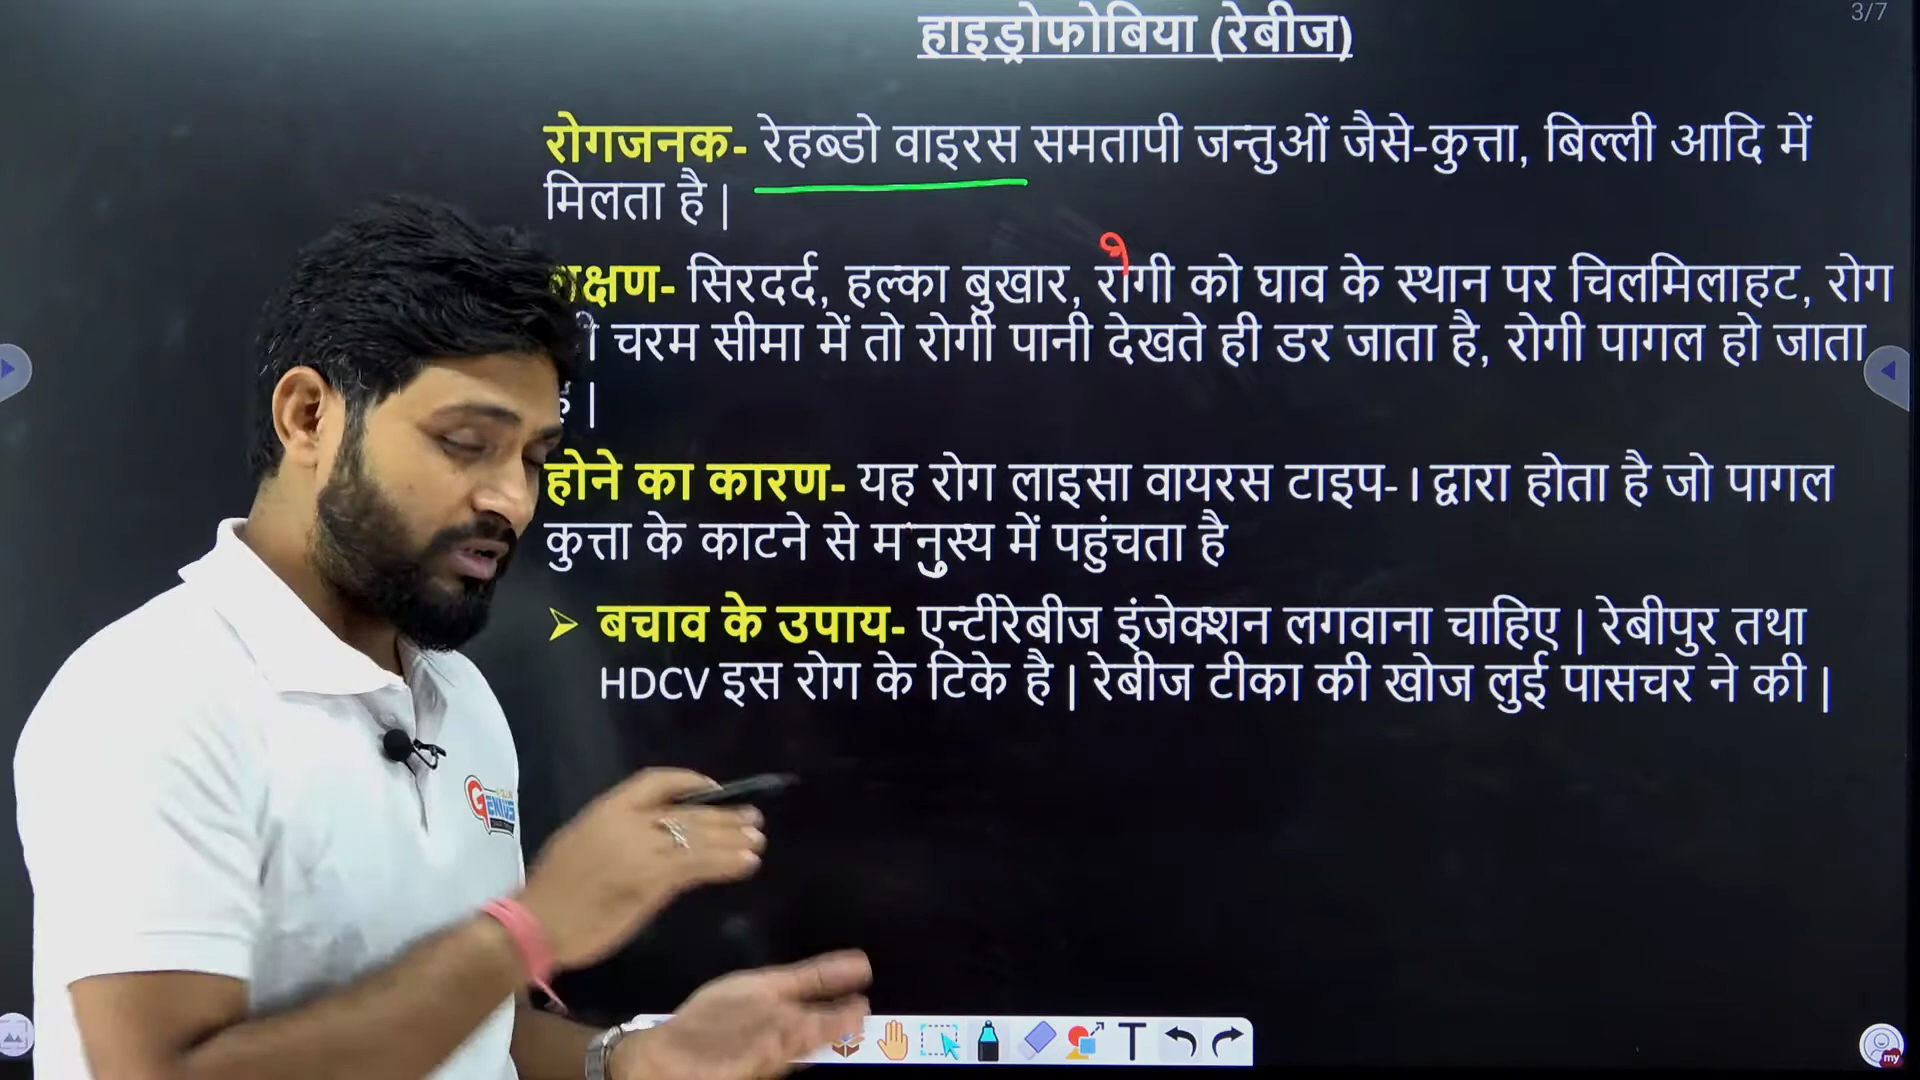 3/7
हाइड्रोफोबिया (रेबीज)
रोगजनक- रेहब्डो वाइरस समतापी जन्तुओं जैसे-कुत्ता, बिल्ली आदि में
मिलता है |
सिरदर्द, हल्का बुखार, रोगी को घाव के स्थान पर चिलमिलाहट, रोग
चरम सीमा में तो रोगी पानी देखते ही डर जाता है, रोगी पागल हो जाता
|
होने का कारण- यह रोग लाइसा वायरस टाइप- I द्वारा होता है जो पागल
कुत्ता के काटने से मनुस्य में पहुंचता है
➢ बचाव के उपाय- एन्टीरेबीज इंजेक्शन लगवाना चाहिए | रेबीपुर तथा
HDCV इस रोग के टिके है | रेबीज टीका की खोज लुई पासचर ने की |
GENIUS
T
my